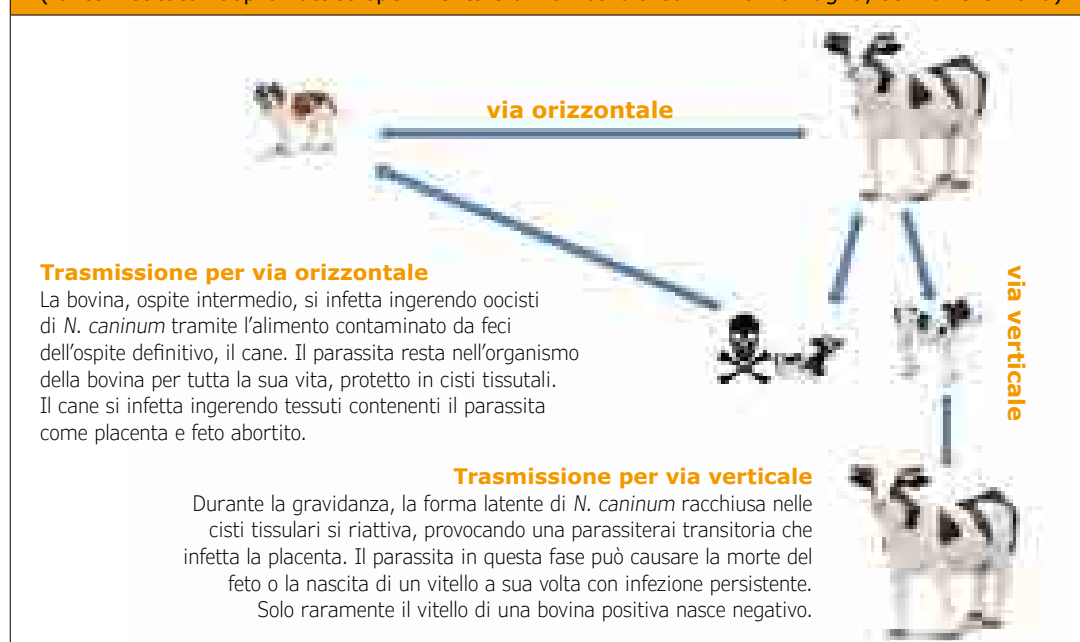 via orizzontale
Trasmissione per via orizzontale
La bovina, ospite intermedio, si infetta ingerendo oocisti
di N. caninum tramite l’alimento contaminato da feci
dell’ospite definitivo, il cane. Il parassita resta nell’organismo
della bovina per tutta la sua vita, protetto in cisti tissutali.
Il cane si infetta ingerendo tessuti contenenti il parassita
come placenta e feto abortito.
via verticale
Trasmissione per via verticale
Durante la gravidanza, la forma latente di N. caninum racchiusa nelle
cisti tissulari si riattiva, provocando una parassiterai transitoria che
infetta la placenta. Il parassita in questa fase può causare la morte del
feto o la nascita di un vitello a sua volta con infezione persistente.
Solo raramente il vitello di una bovina positiva nasce negativo.